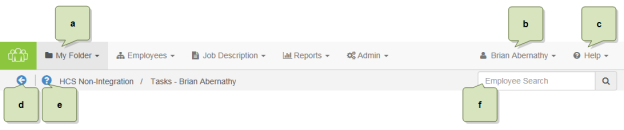 a b c
My Folder Employees Job Description Reports Admin Brian Abernathy Help
HCS Non-Integration / Tasks - Brian Abernathy Employee Search
d e f